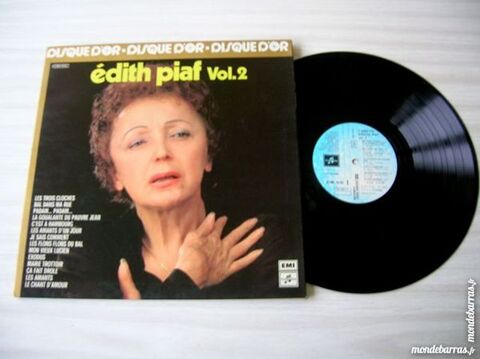 DISQUE D'OR • DISQUE D'OR • DISQUE D'OR
édith piaf Vol.2
LES TROIS CLOCHES
BAL DANS MA RUE
PADAM... PADAM...
LA GOUALANTE DU PAUVRE JEAN
C'EST A HAMBOURG
LES AMANTS D'UN JOUR
JE SAIS COMMENT
LES FLONS FLONS DU BAL
MON VIEUX LUCIEN
EXODUS
MARIE TROTTOIR
ÇA FAIT DROLE
LES AMANTS
LE CHANT D'AMOUR
EMI
mondebarras.fr
mondebarras.fr